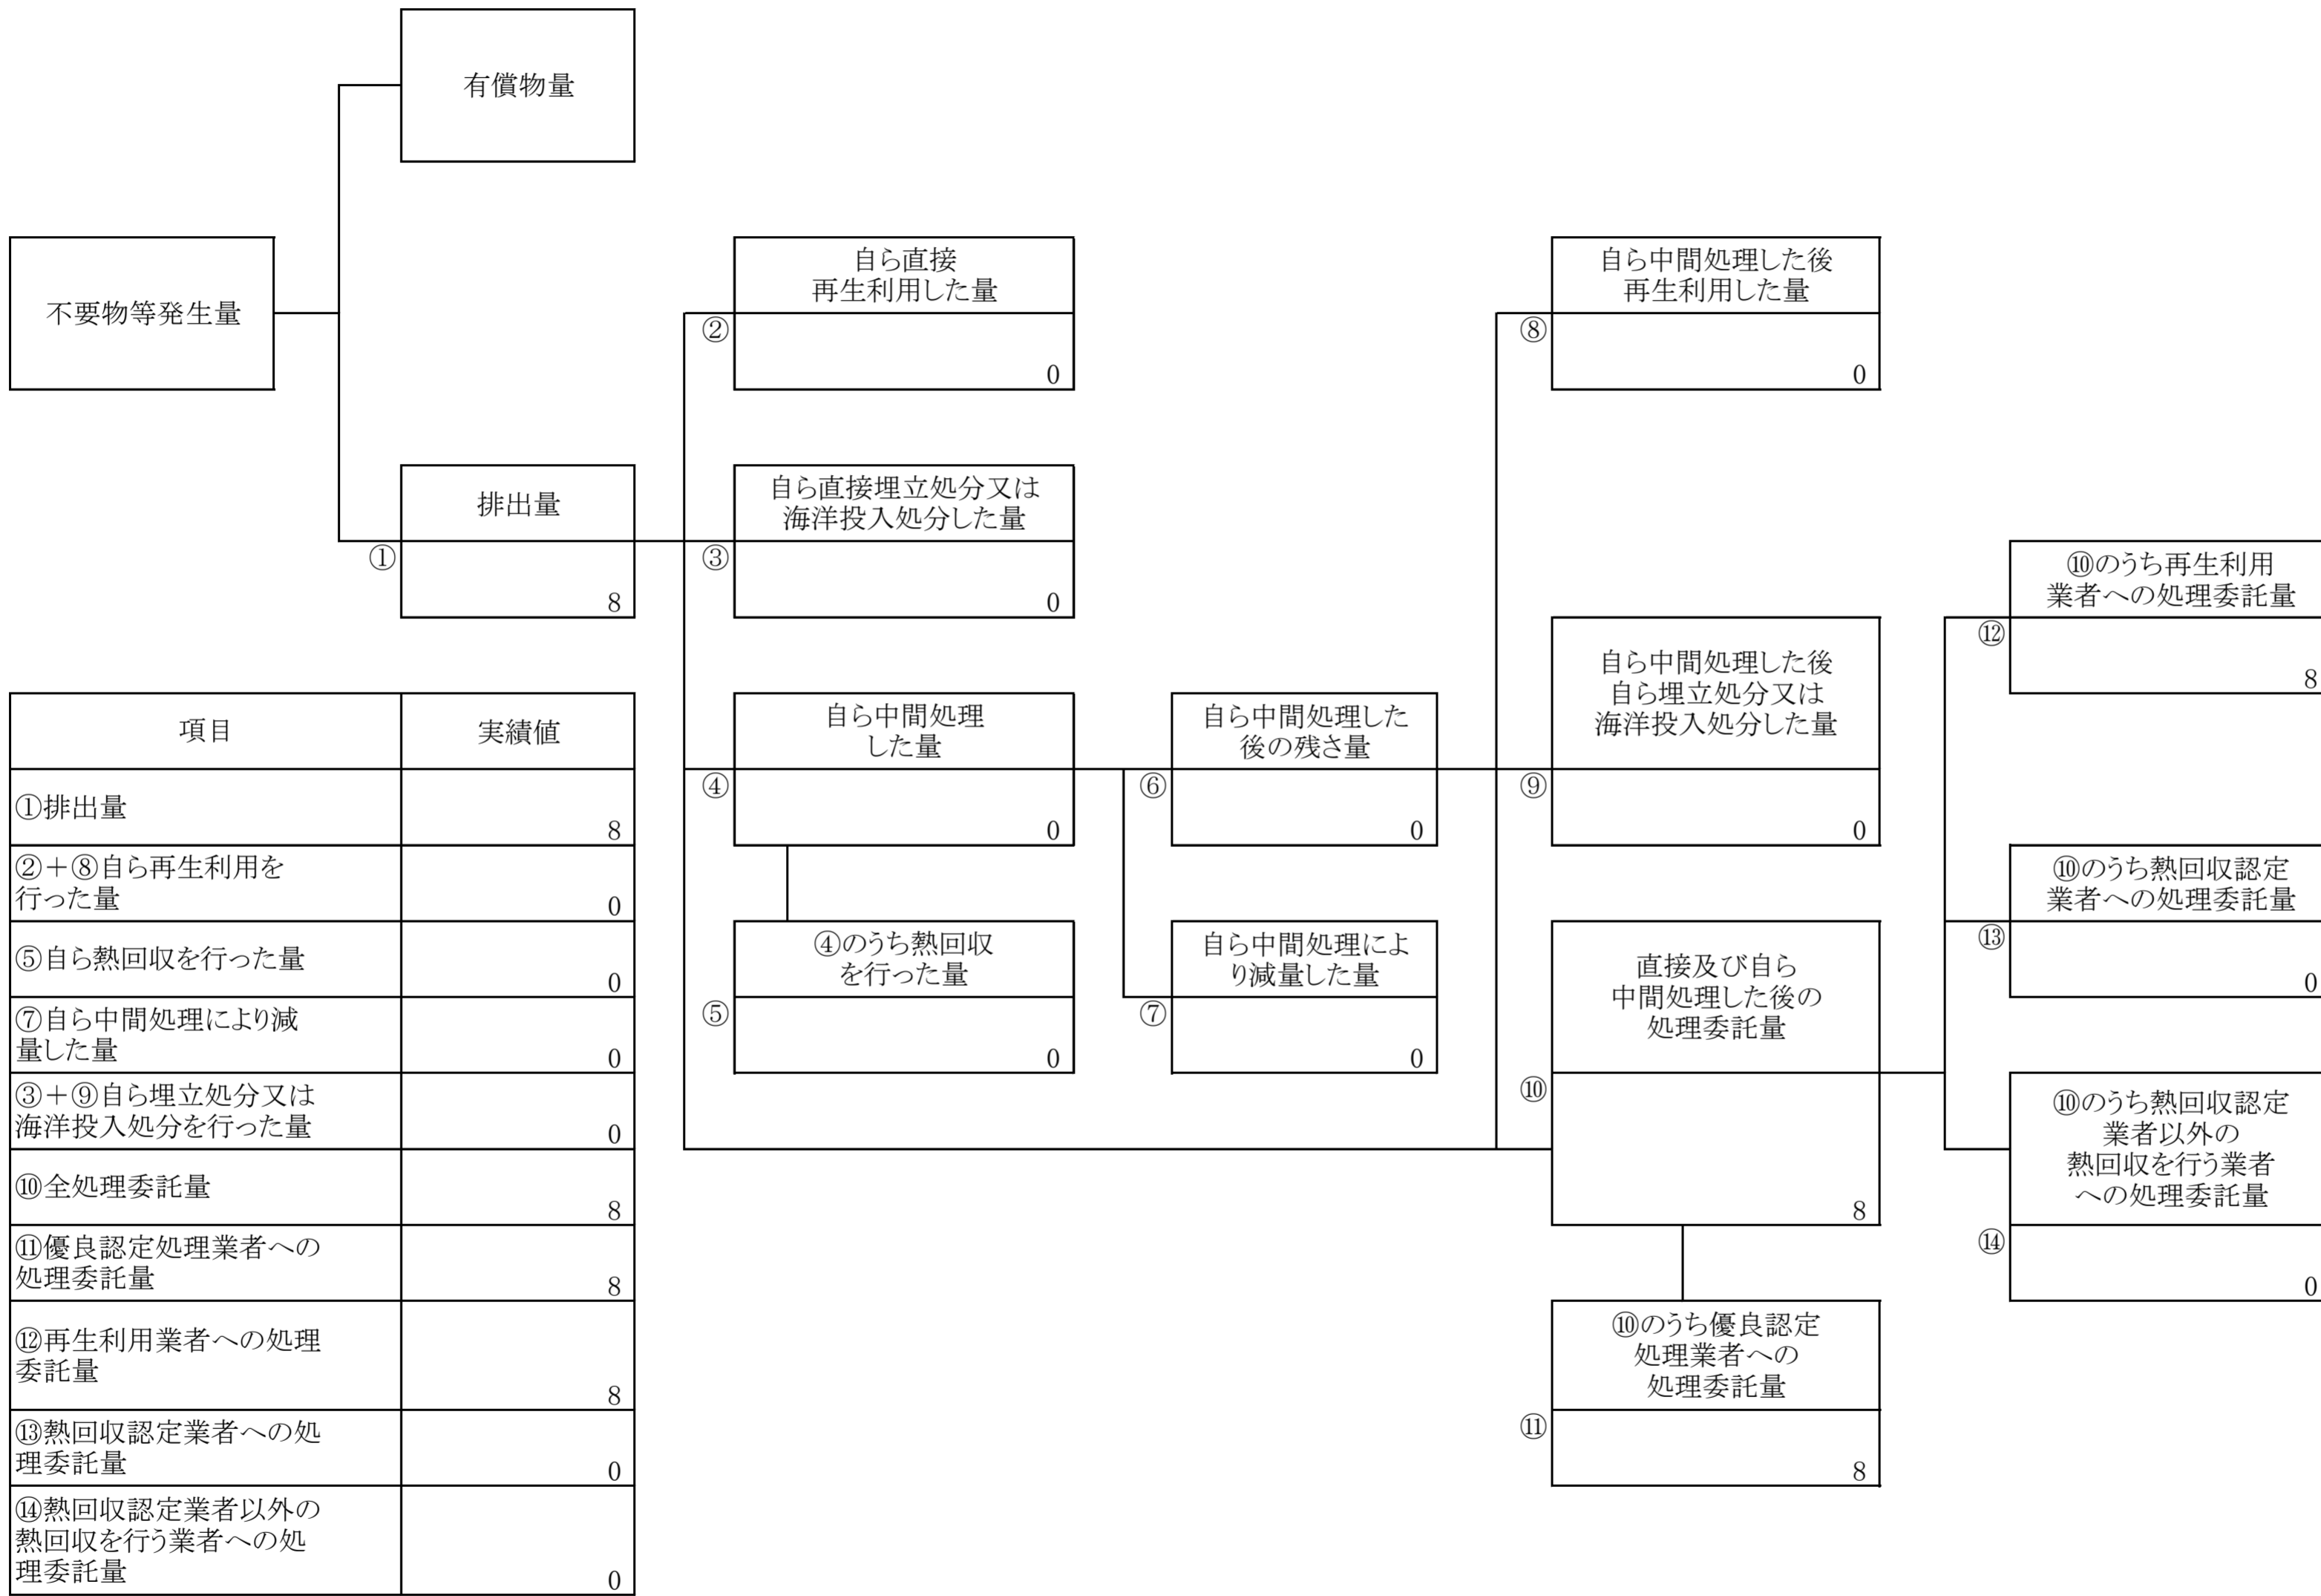 有償物量
不要物等発生量
自ら直接
再生利用した量
②
0
自ら中間処理した後
再生利用した量
⑧
0
排出量
①
8
自ら直接埋立処分又は
海洋投入処分した量
③
0
⑩のうち再生利用
業者への処理委託量
⑫
8
自ら中間処理
した量
④
0
自ら中間処理した
後の残さ量
⑥
0
自ら中間処理した後
自ら埋立処分又は
海洋投入処分した量
⑨
0
⑩のうち熱回収認定
業者への処理委託量
⑬
0
④のうち熱回収
を行った量
⑤
0
自ら中間処理によ
り減量した量
⑦
0
直接及び自ら
中間処理した後の
処理委託量
⑩
8
⑩のうち熱回収認定
業者以外の
熱回収を行う業者
への処理委託量
⑭
0
⑩のうち優良認定
処理業者への
処理委託量
⑪
8
項目
実績値
①排出量
8
②＋⑧自ら再生利用を
行った量
0
⑤自ら熱回収を行った量
0
⑦自ら中間処理により減
量した量
0
③＋⑨自ら埋立処分又は
海洋投入処分を行った量
0
⑩全処理委託量
8
⑪優良認定処理業者への
処理委託量
8
⑫再生利用業者への処理
委託量
8
⑬熱回収認定業者への処
理委託量
0
⑭熱回収認定業者以外の
熱回収を行う業者への処
理委託量
0